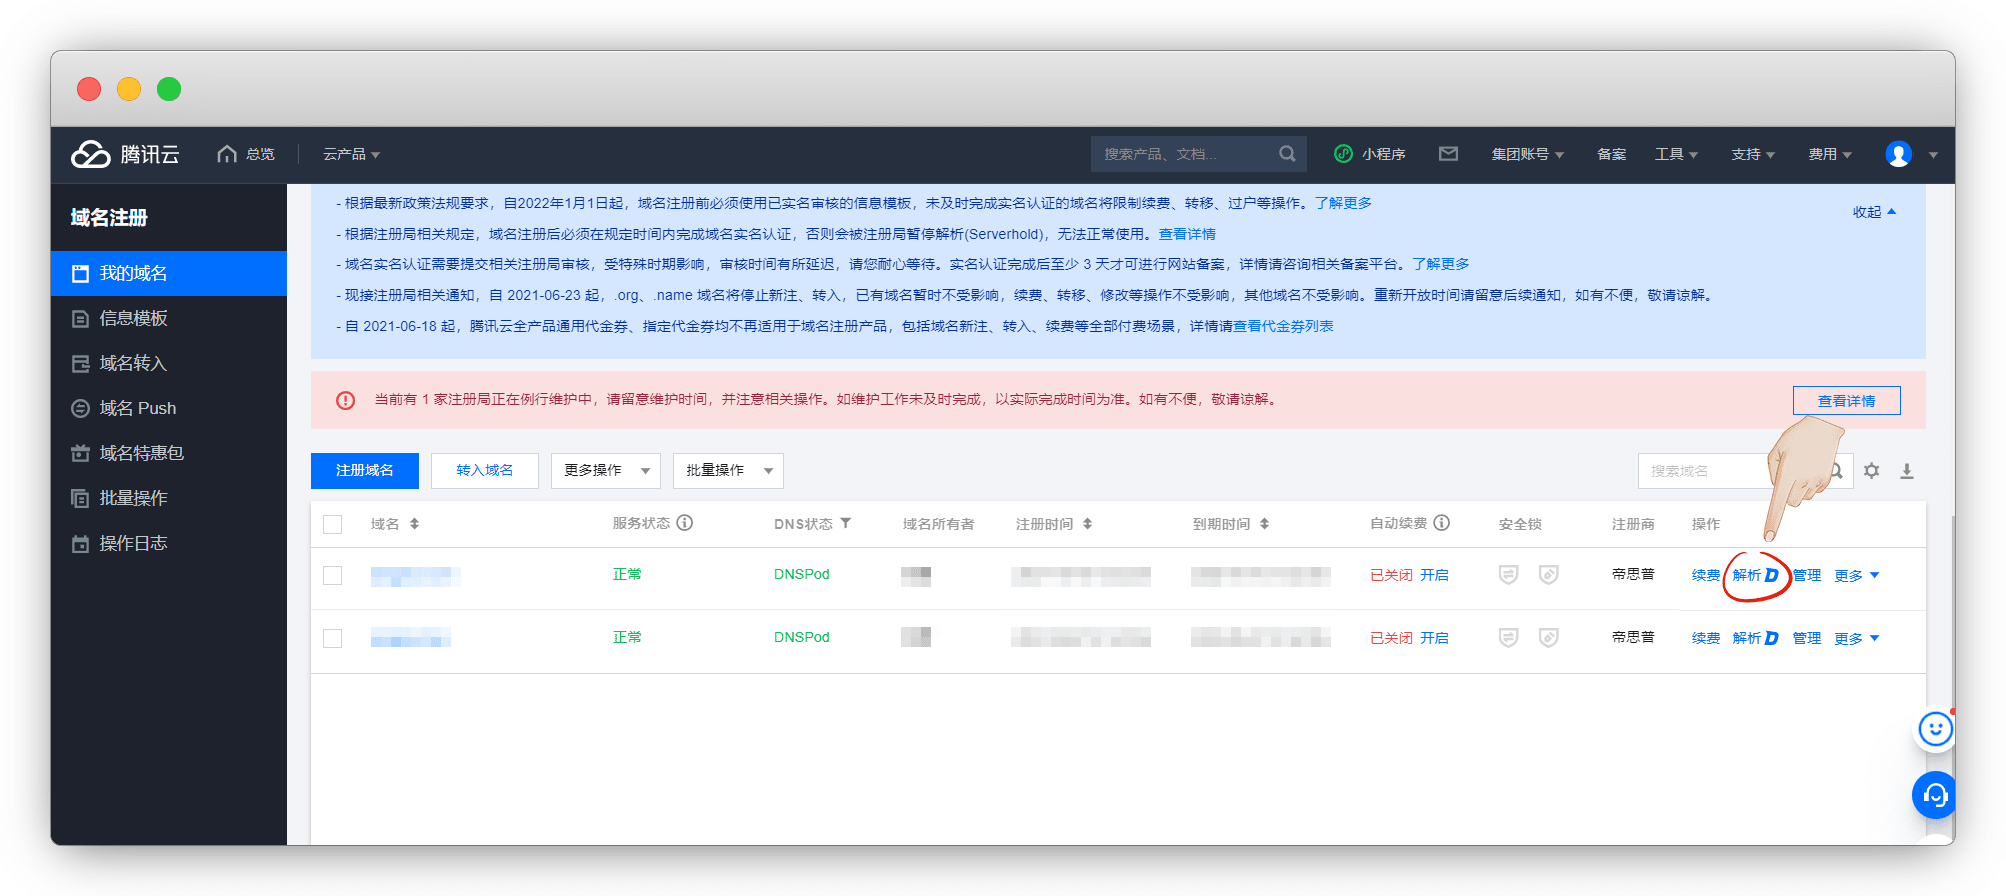 腾讯云 总览 云产品 搜索产品、文档... 小程序 集团账号 备案 工具 支持 费用
域名注册
我的域名
信息模板
域名转入
域名 Push
域名特惠包
批量操作
操作日志
- 根据最新政策法规要求，自2022年1月1日起，域名注册前必须使用已实名审核的信息模板，未及时完成实名认证的域名将限制续费、转移、过户等操作。了解更多
收起
- 根据注册局相关规定，域名注册后必须在规定时间内完成域名实名认证，否则会被注册局暂停解析(Serverhold)，无法正常使用。查看详情
- 域名实名认证需要提交相关注册局审核，受特殊时期影响，审核时间有所延迟，请您耐心等待。实名认证完成后至少 3 天才可进行网站备案，详情请咨询相关备案平台。了解更多
- 现接注册局相关通知，自 2021-06-23 起，.org、.name 域名将停止新注、转入，已有域名暂时不受影响，续费、转移、修改等操作不受影响，其他域名不受影响。重新开放时间请留意后续通知，如有不便，敬请谅解。
- 自 2021-06-18 起，腾讯云全产品通用代金券、指定代金券均不再适用于域名注册产品，包括域名新注、转入、续费等全部付费场景，详情请查看代金券列表
当前有 1 家注册局正在例行维护中，请留意维护时间，并注意相关操作。如维护工作未及时完成，以实际完成时间为准。如有不便，敬请谅解。 查看详情
注册域名 转入域名 更多操作 批量操作 搜索域名
域名 服务状态 DNS状态 域名所有者 注册时间 到期时间 自动续费 安全锁 注册商 操作
正常 DNSPod 已关闭 开启 帝思普 续费 解析 管理 更多
正常 DNSPod 已关闭 开启 帝思普 续费 解析 管理 更多